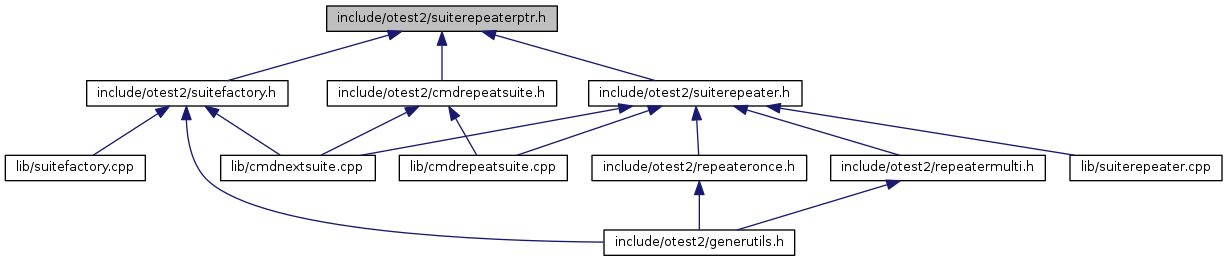 include/otest2/suiterepeaterptr.h
include/otest2/suitefactory.h
include/otest2/cmdrepeatsuite.h
include/otest2/suiterepeater.h
lib/suitefactory.cpp
lib/cmdnextsuite.cpp
lib/cmdrepeatsuite.cpp
include/otest2/repeateronce.h
include/otest2/repeatermulti.h
lib/suiterepeater.cpp
include/otest2/generutils.h